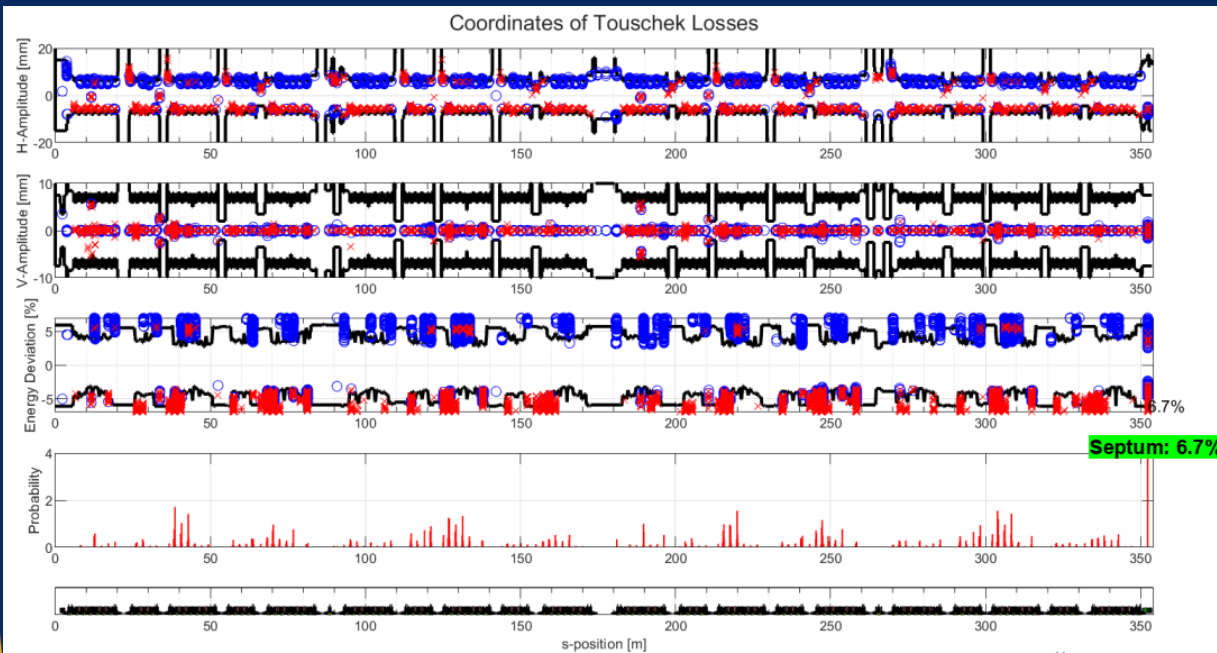 Coordinates of Touschek Losses
H-Amplitude [mm]
20
0
-20
0 50 100 150 200 250 300 350
V-Amplitude [mm]
10
0
-10
0 50 100 150 200 250 300 350
Energy Deviation [%]
5
0
-5
0 50 100 150 200 250 300 350
6.7%
Septum: 6.7%
Probability
4
2
0
0 50 100 150 200 250 300 350
0 50 100 150 200 250 300 350
s-position [m]